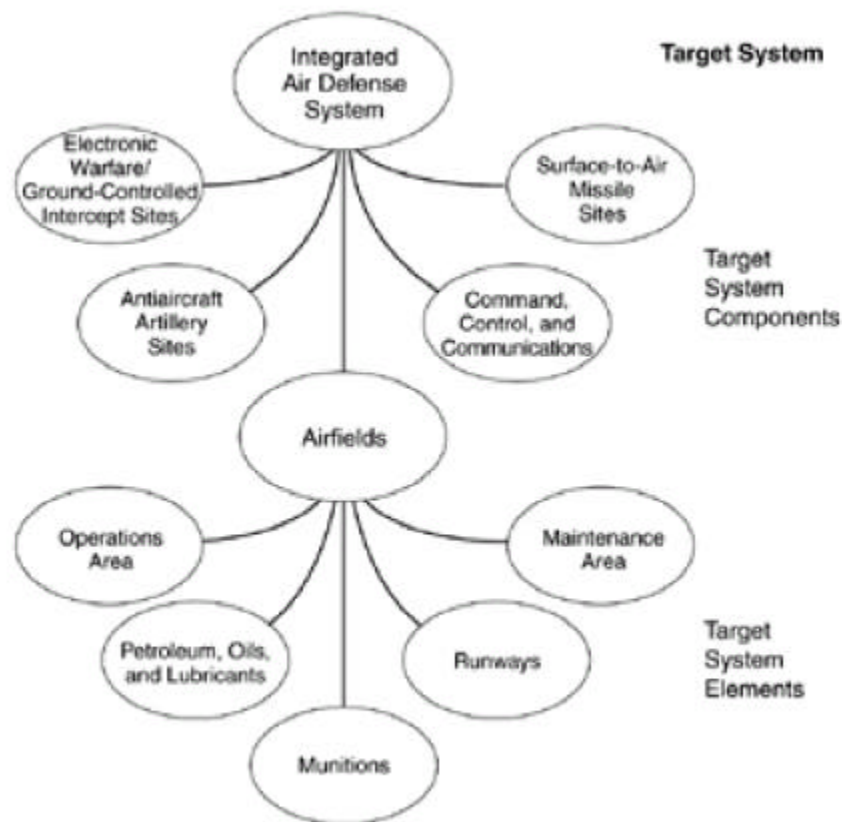 Integrated
Air Defense
System
Target System
Electronic
Warfare/
Ground-Controlled
Intercept Sites
Surface-to-Air
Missile
Sites
Antiaircraft
Artillery
Sites
Command,
Control, and
Communications
Target
System
Components
Airfields
Operations
Area
Maintenance
Area
Petroleum, Oils,
and Lubricants
Runways
Target
System
Elements
Munitions